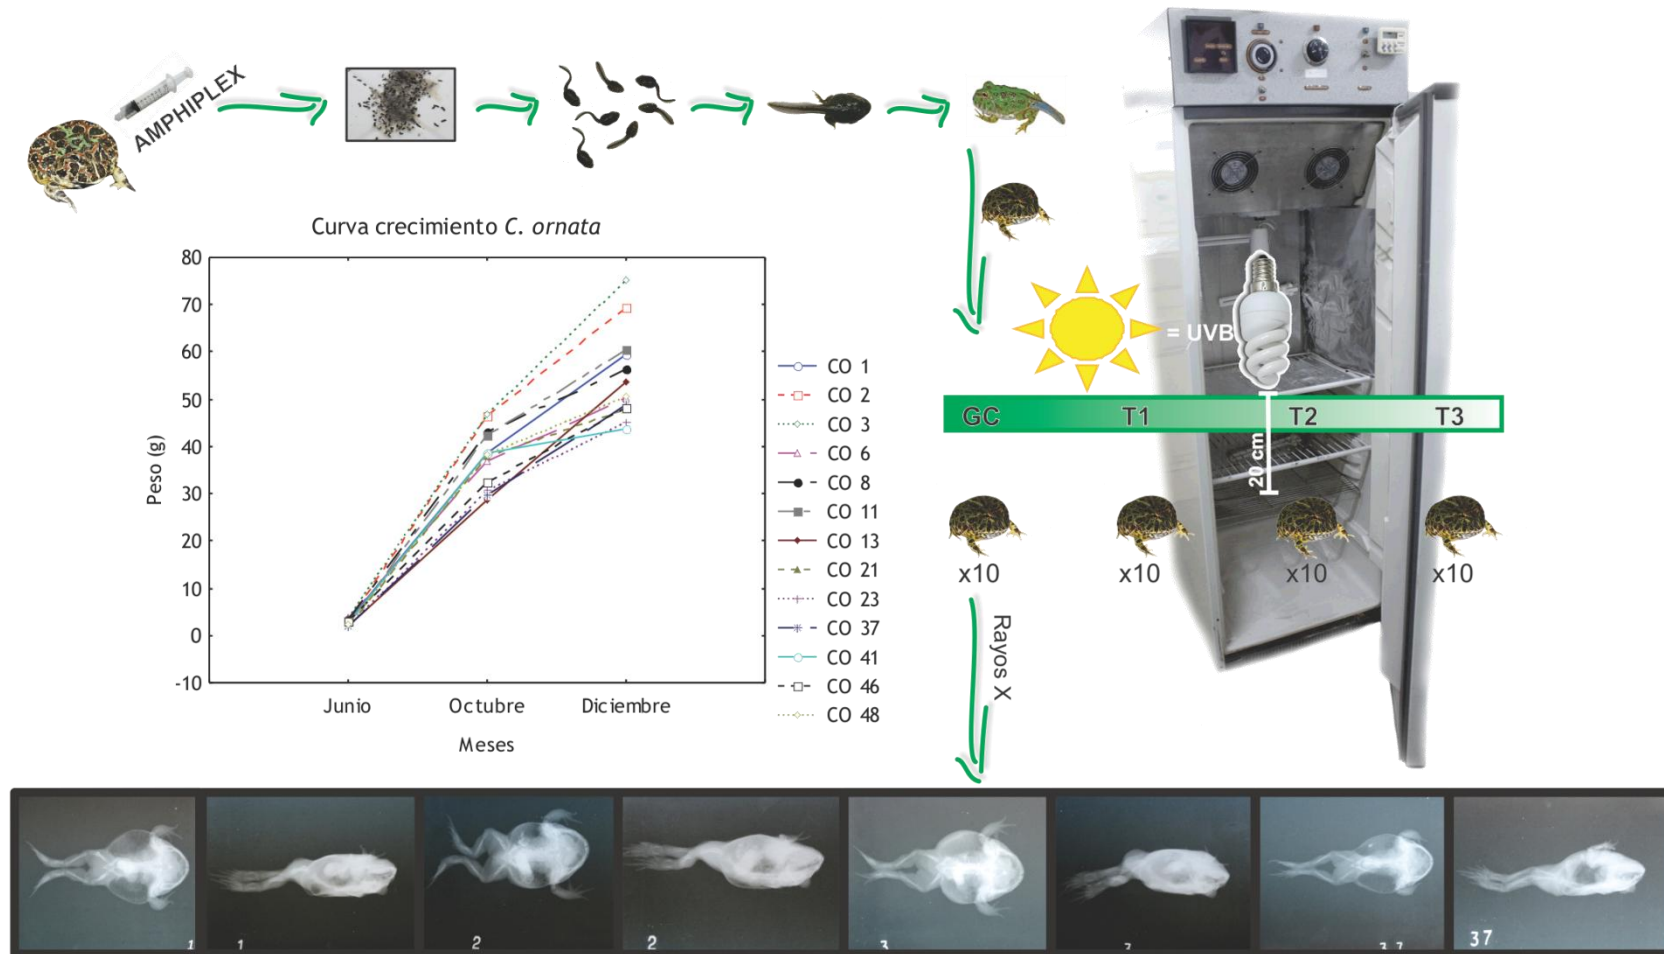 AMPHIPLEX
Curva crecimiento C. ornata
80
70
60
50
40
30
20
10
0
-10
Peso (g)
Junio
Octubre
Diciembre
Meses
CO 1
CO 2
CO 3
CO 6
CO 8
CO 11
CO 13
CO 21
CO 23
CO 37
CO 41
CO 46
CO 48
= UVB
GC
T1
T2
T3
20 cm
x10
x10
x10
x10
Rayos X
1
1
2
2
3
3
37
37